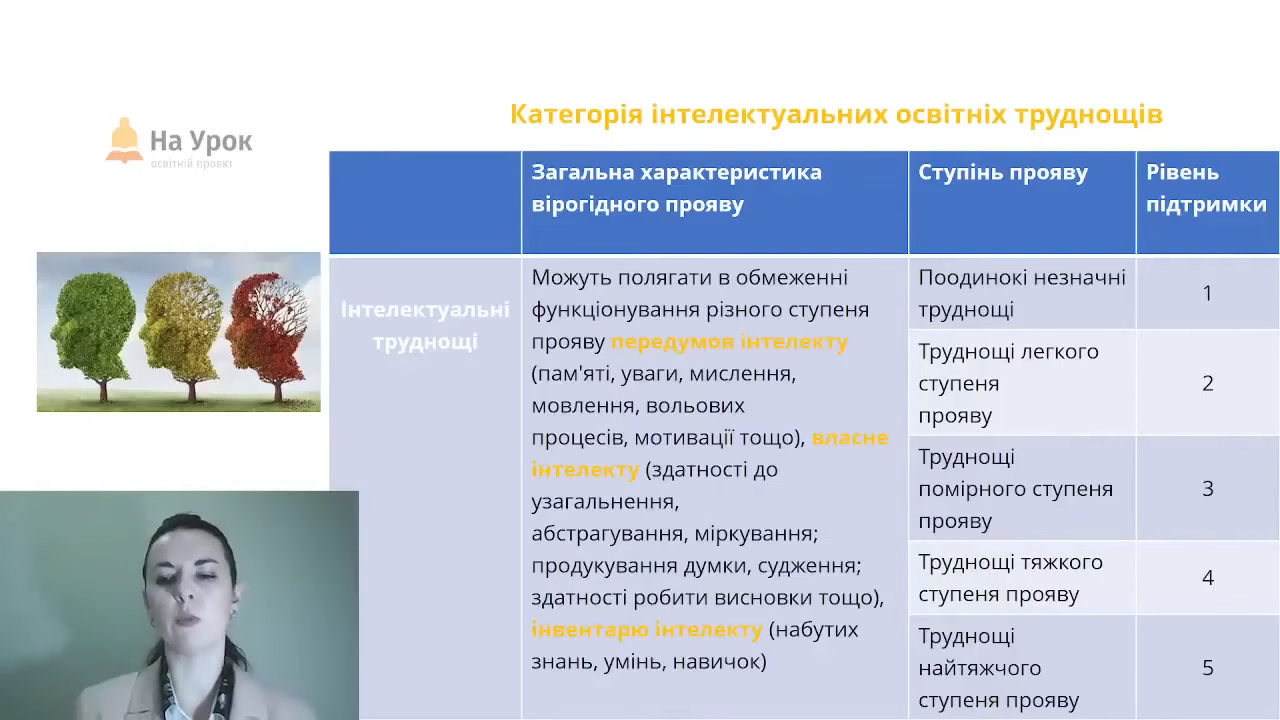 Категорія інтелектуальних освітніх труднощів
На Урок
освітній проєкт
Загальна характеристика
вірогідного прояву
Ступінь прояву
Рівень
підтримки
Інтелектуальні
труднощі
Можуть полягати в обмеженні
функціонування різного ступеня
прояву передумов інтелекту
(пам'яті, уваги, мислення,
мовлення, вольових
процесів, мотивації тощо), власне
інтелекту (здатності до
узагальнення,
абстрагування, міркування;
продукування думки, судження;
здатності робити висновки тощо),
інвентарю інтелекту (набутих
знань, умінь, навичок)
Поодинокі незначні
труднощі
1
Труднощі легкого
ступеня
прояву
2
Труднощі
помірного ступеня
прояву
3
Труднощі тяжкого
ступеня прояву
4
Труднощі
найтяжчого
ступеня прояву
5